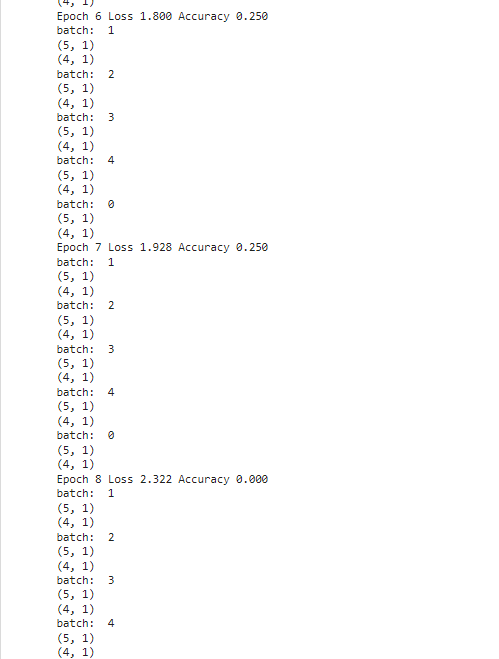 (4, 1)
Epoch 6 Loss 1.800 Accuracy 0.250
batch:  1
(5, 1)
(4, 1)
batch:  2
(5, 1)
(4, 1)
batch:  3
(5, 1)
(4, 1)
batch:  4
(5, 1)
(4, 1)
batch:  0
(5, 1)
(4, 1)
Epoch 7 Loss 1.928 Accuracy 0.250
batch:  1
(5, 1)
(4, 1)
batch:  2
(5, 1)
(4, 1)
batch:  3
(5, 1)
(4, 1)
batch:  4
(5, 1)
(4, 1)
batch:  0
(5, 1)
(4, 1)
Epoch 8 Loss 2.322 Accuracy 0.000
batch:  1
(5, 1)
(4, 1)
batch:  2
(5, 1)
(4, 1)
batch:  3
(5, 1)
(4, 1)
batch:  4
(5, 1)
(4, 1)